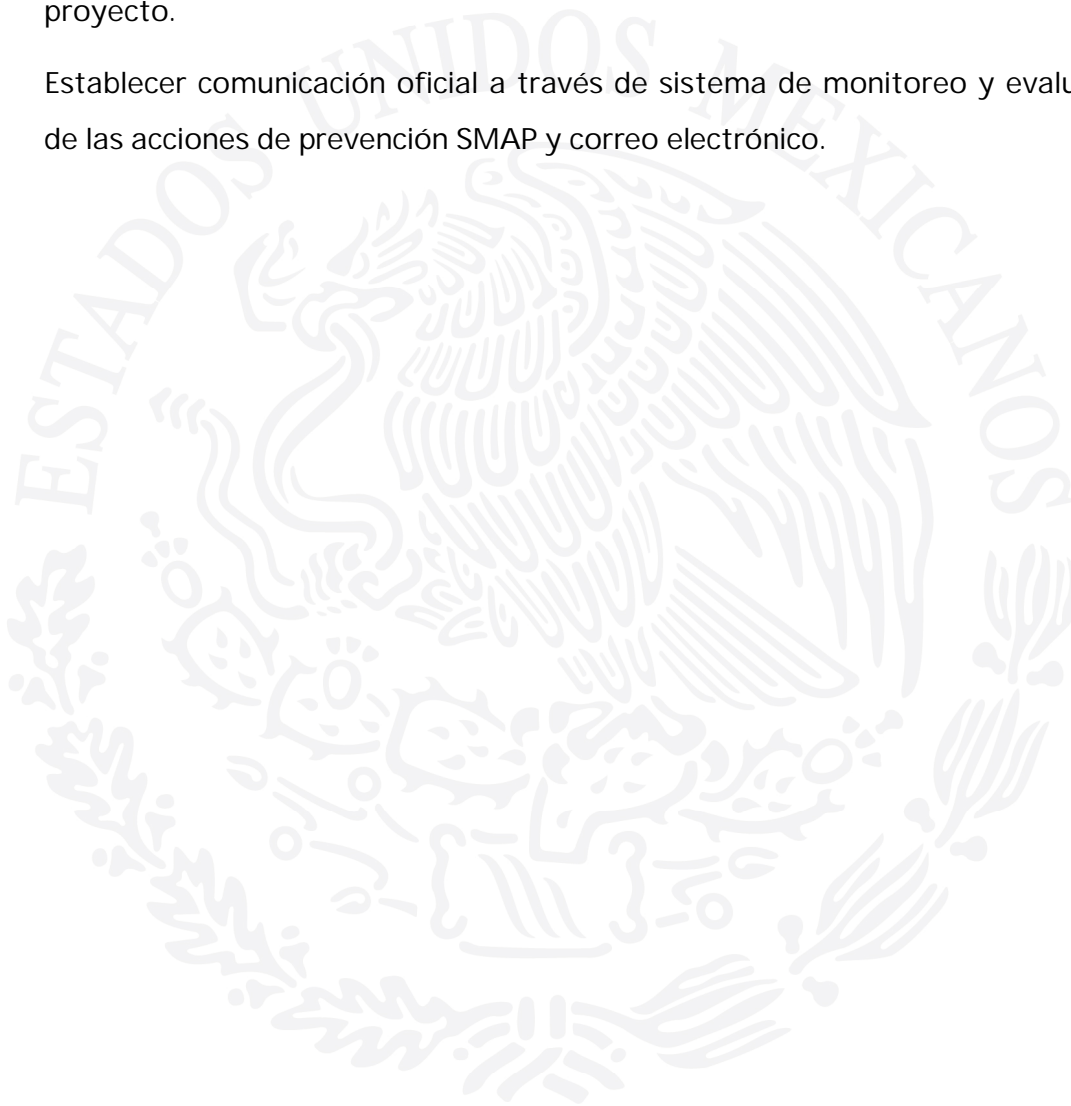 proyecto.
Establecer comunicación oficial a través de sistema de monitoreo y evalu
de las acciones de prevención SMAP y correo electrónico.
ESTADOS UNIDOS MEXICANOS